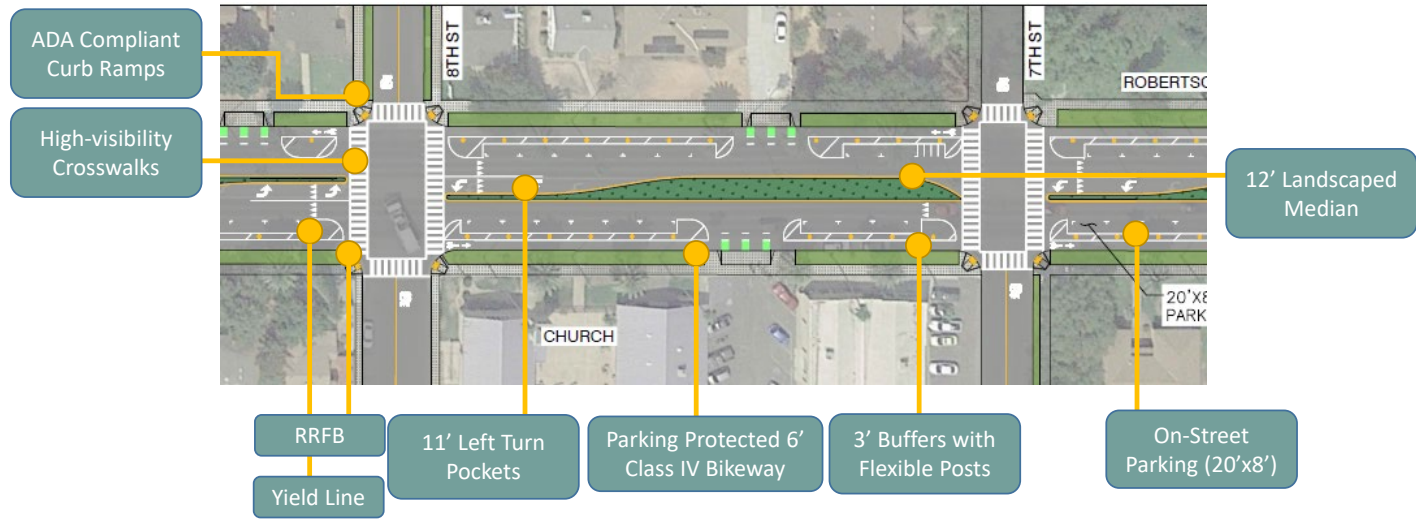 ADA Compliant
Curb Ramps
High-visibility
Crosswalks
8TH ST
7TH ST
ROBERTSO
12’ Landscaped
Median
20'X8
PARK
CHURCH
RRFB
Yield Line
11’ Left Turn
Pockets
Parking Protected 6’
Class IV Bikeway
3’ Buffers with
Flexible Posts
On-Street
Parking (20’x8’)